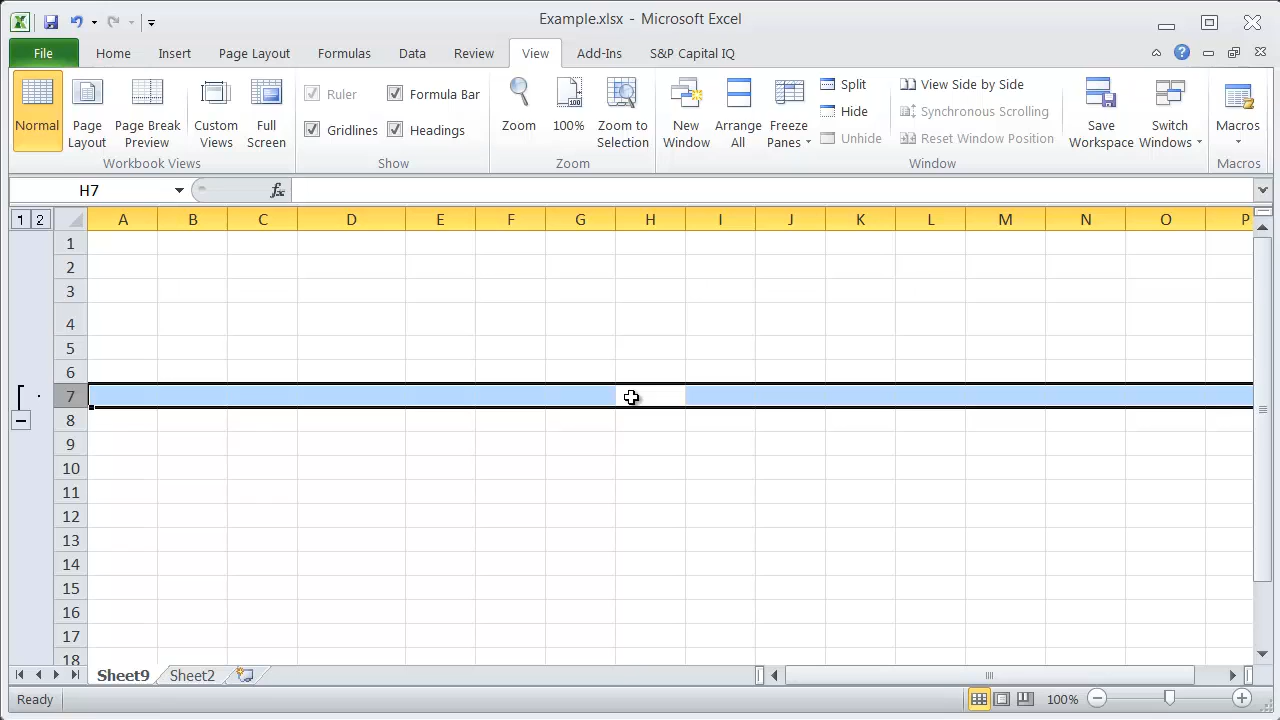 Example.xlsx - Microsoft Excel
File Home Insert Page Layout Formulas Data Review View Add-Ins S&P Capital IQ
Normal
Page Layout
Page Break Preview
Custom Views
Full Screen
Workbook Views
Ruler
Formula Bar
Gridlines
Headings
Show
Zoom
100%
Zoom to Selection
Zoom
New Window
Arrange All
Freeze Panes
Split
Hide
Unhide
View Side by Side
Synchronous Scrolling
Reset Window Position
Save Workspace
Switch Windows
Window
Macros
Macros
H7
fx
1 2
A B C D E F G H I J K L M N O P
1
2
3
4
5
6
7
8
9
10
11
12
13
14
15
16
17
18
Sheet9 Sheet2
Ready
100%